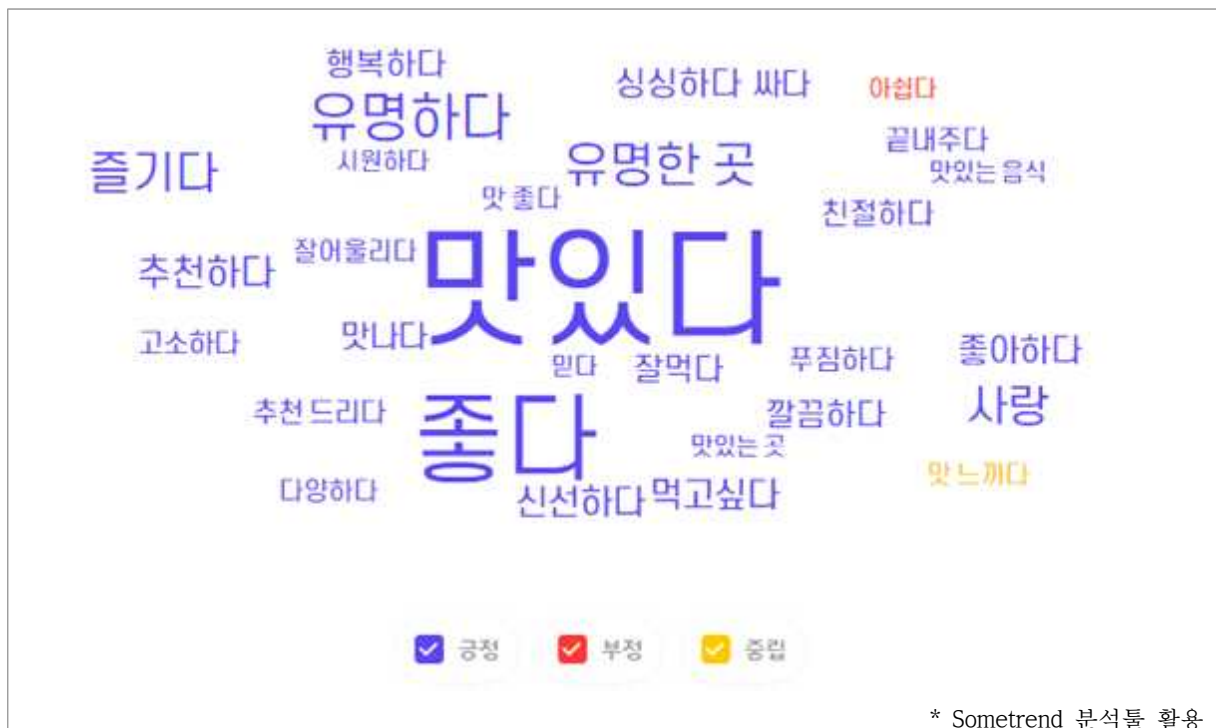 행복하다
싱싱하다 싸다
아쉽다
유명하다
끝내주다
즐기다
시원하다
유명한 곳
맛있는 음식
맛 좋다
친절하다
잘어울리다
맛있다
추천하다
고소하다
맛나다
믿다
잘먹다
푸짐하다
좋아하다
추천 드리다
좋다
깔끔하다
사랑
맛있는 곳
맛 느끼다
다양하다
신선하다
먹고싶다
긍정
부정
중립
* Sometrend 분석툴 활용